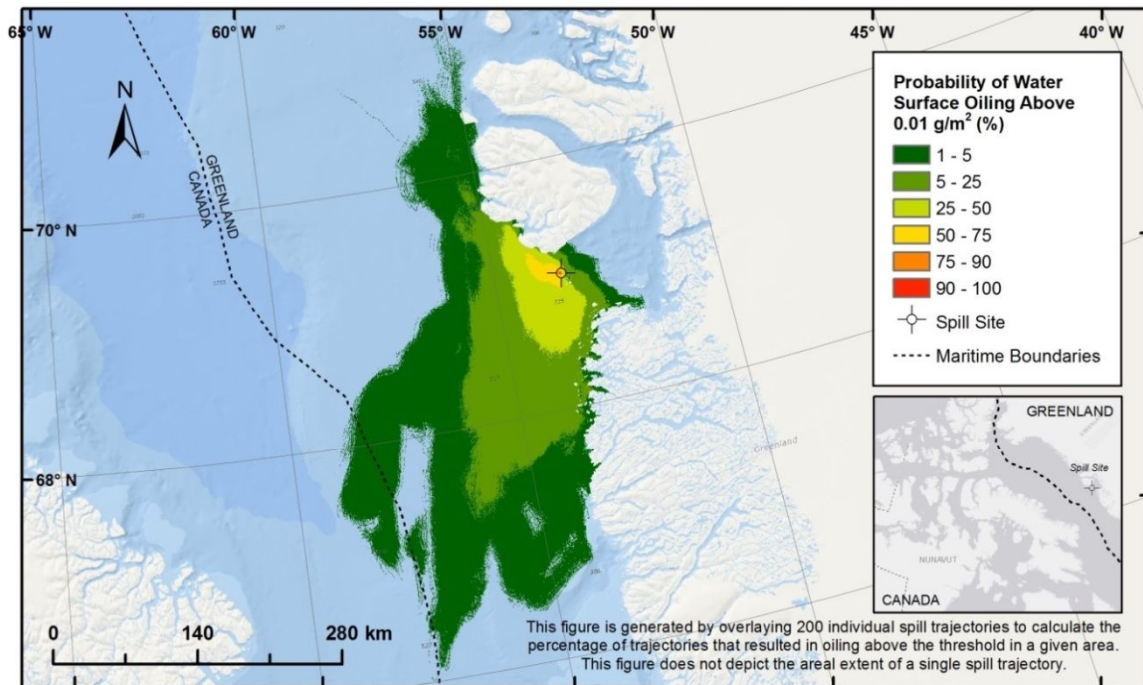 65° W
60° W
55° W
50° W
45° W
40° W
N
GREENLAND
CANADA
70° N
68° N
Greenland
0 140 280 km
Probability of Water
Surface Oiling Above
0.01 g/m² (%)
1 - 5
5 - 25
25 - 50
50 - 75
75 - 90
90 - 100
Spill Site
Maritime Boundaries
GREENLAND
Spill Site
NUNAVUT
CANADA
This figure is generated by overlaying 200 individual spill trajectories to calculate the
percentage of trajectories that resulted in oiling above the threshold in a given area.
This figure does not depict the areal extent of a single spill trajectory.